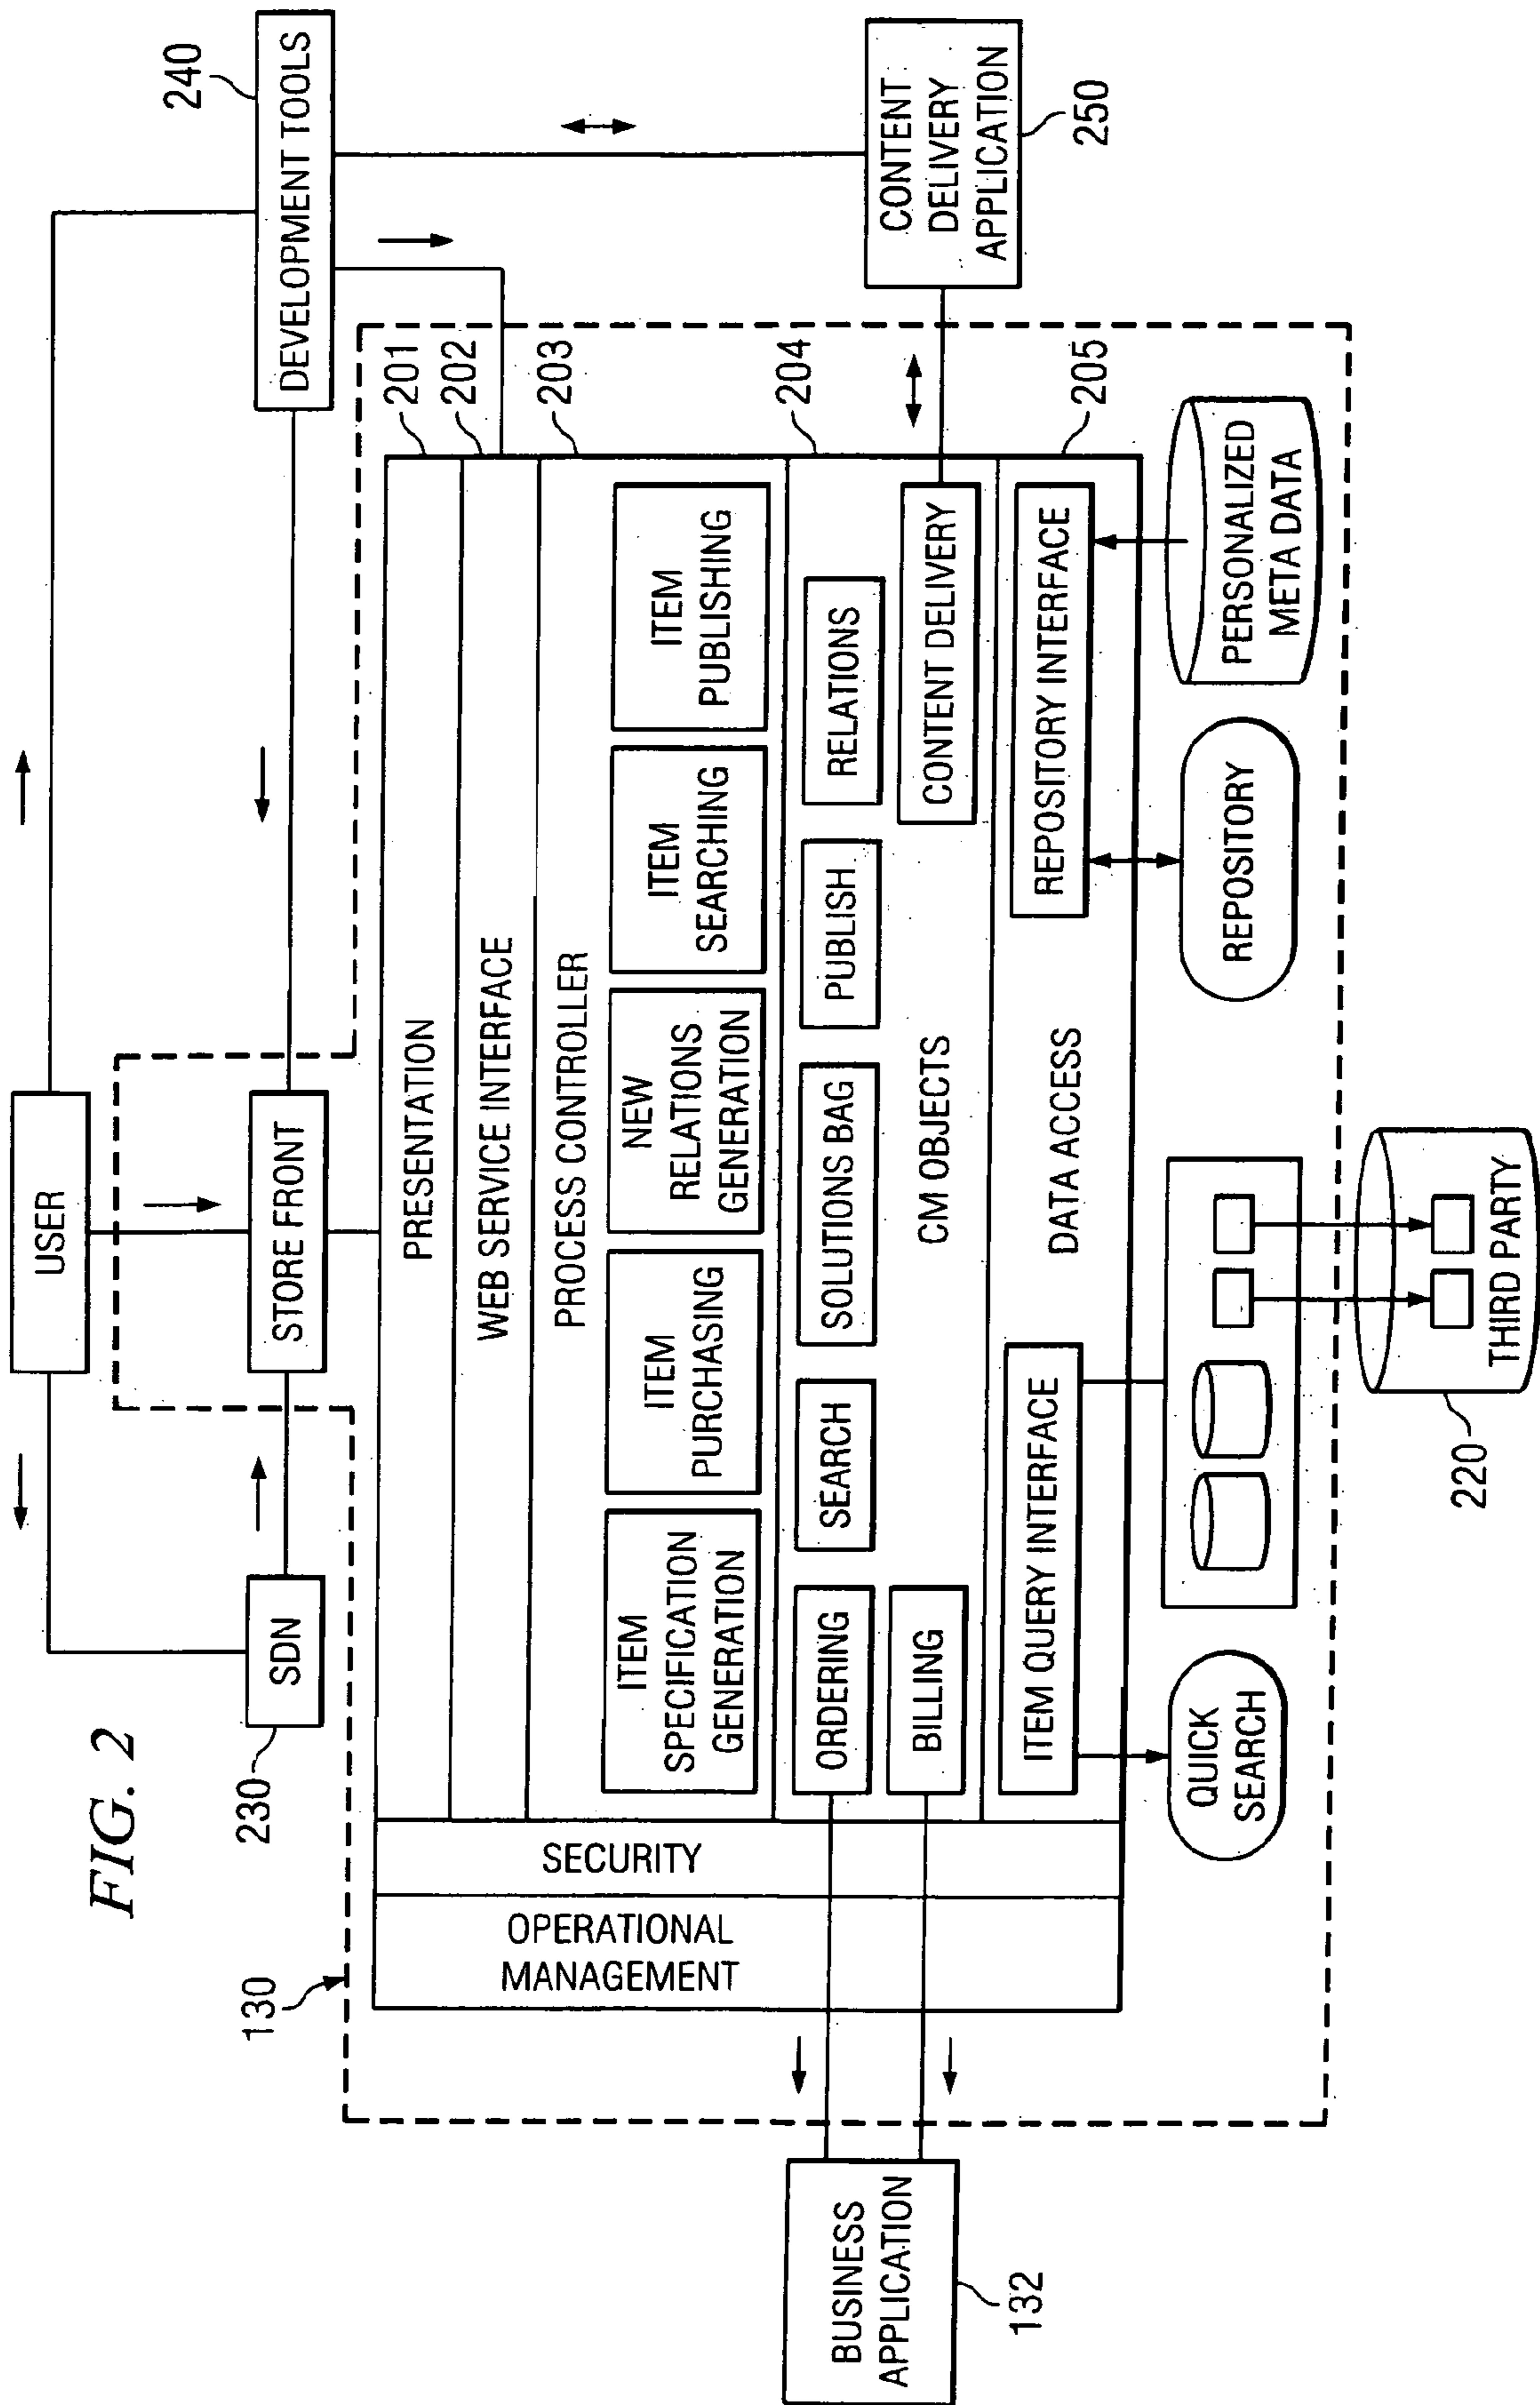 FIG. 2
USER
SDN
230
STORE FRONT
DEVELOPMENT TOOLS
240
130
OPERATIONAL
MANAGEMENT
SECURITY
PRESENTATION
201
WEB SERVICE INTERFACE
202
PROCESS CONTROLLER
203
ITEM
SPECIFICATION
GENERATION
ITEM
PURCHASING
NEW
RELATIONS
GENERATION
ITEM
SEARCHING
ITEM
PUBLISHING
204
ORDERING
SEARCH
SOLUTIONS BAG
PUBLISH
RELATIONS
BILLING
CM OBJECTS
CONTENT DELIVERY
205
ITEM QUERY INTERFACE
DATA ACCESS
REPOSITORY INTERFACE
BUSINESS
APPLICATION
132
CONTENT
DELIVERY
APPLICATION
250
QUICK
SEARCH
REPOSITORY
PERSONALIZED
META DATA
THIRD PARTY
220